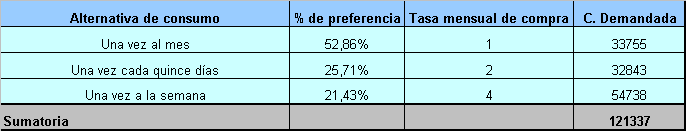 Alternativa de consumo % de preferencia Tasa mensual de compra C. Demandada
Una vez al mes 52,86% 1 33755
Una vez cada quince días 25,71% 2 32843
Una vez a la semana 21,43% 4 54738
Sumatoria 121337